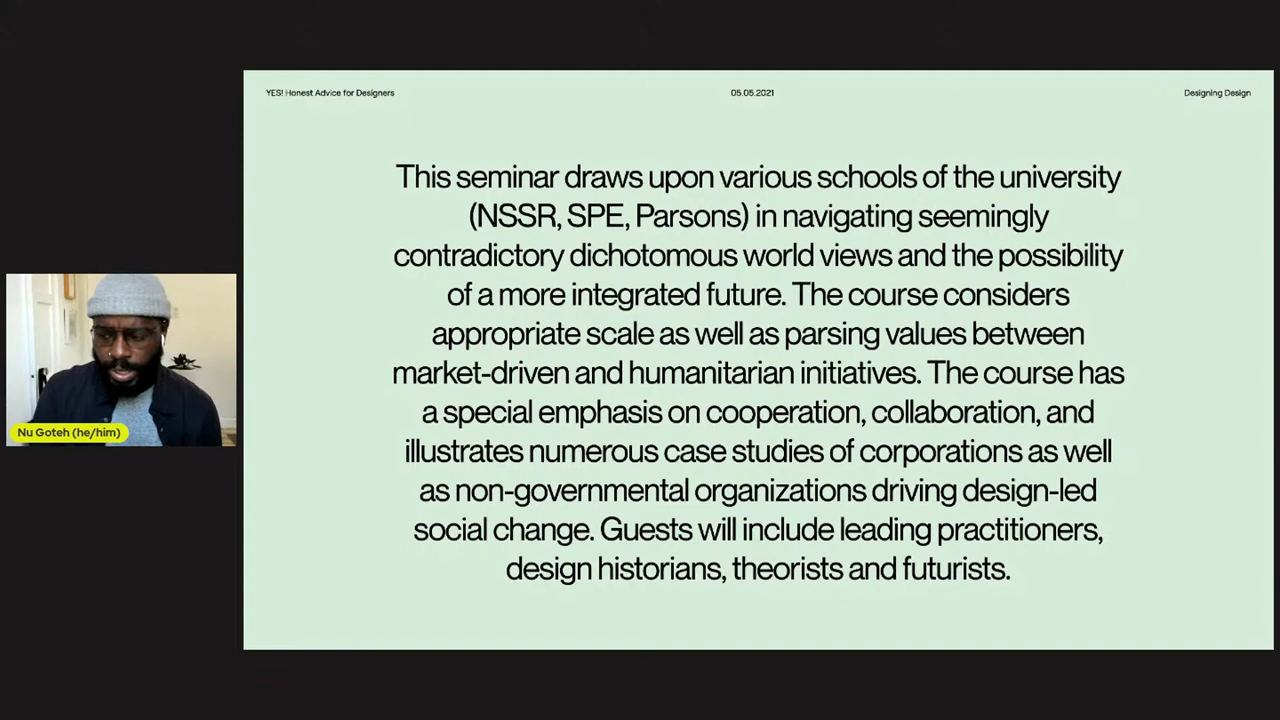 YES! Honest Advice for Designers
05.05.2021
Designing Design
This seminar draws upon various schools of the university
(NSSR, SPE, Parsons) in navigating seemingly
contradictory dichotomous world views and the possibility
of a more integrated future. The course considers
appropriate scale as well as parsing values between
market-driven and humanitarian initiatives. The course has
a special emphasis on cooperation, collaboration, and
illustrates numerous case studies of corporations as well
as non-governmental organizations driving design-led
social change. Guests will include leading practitioners,
design historians, theorists and futurists.
Nu Goteh (he/him)